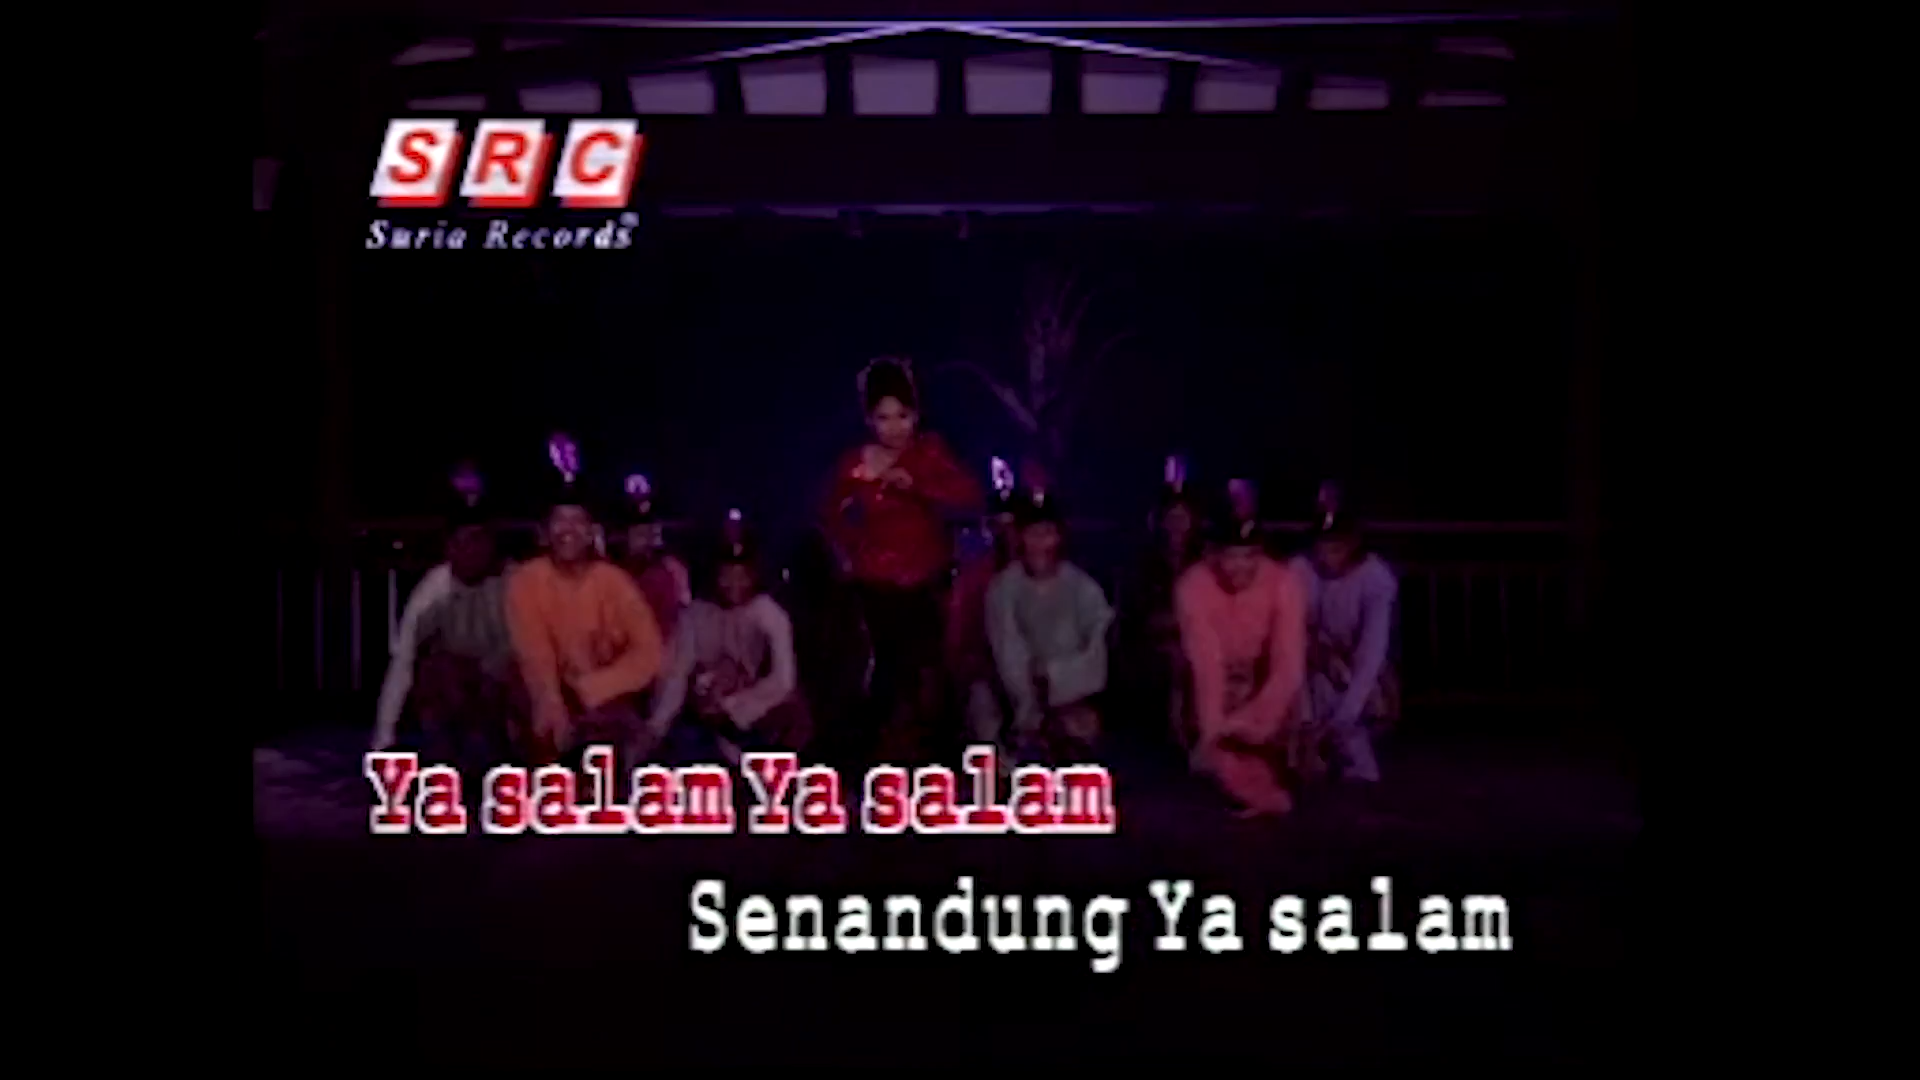 SRC
Suria Records
Ya salam Ya salam
Senandung Ya salam